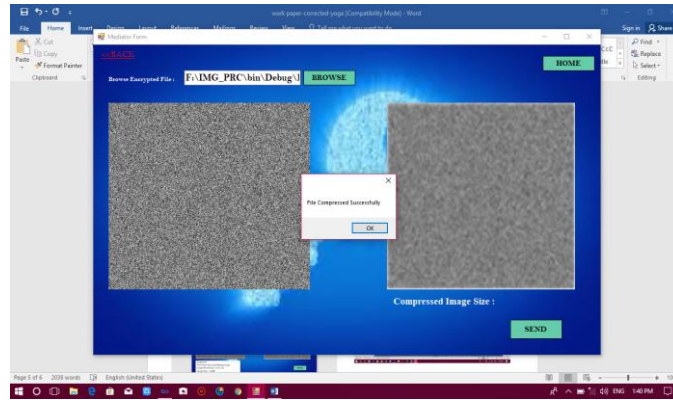 work paper corrected-yoga [Compatibility Mode] - Word
Sign in Share
File Home Insert Design Layout References Mailings Review View Tell me what you want to do
Cut
Copy
Paste
Format Painter
Clipboard
Find
Replace
Select
Editing
Mediator Form
<<BACK
HOME
Browse Encrypted File :
F:\IMG_PRC\bin\Debug\I
BROWSE
File Compressed Successfully
OK
Compressed Image Size :
SEND
Page 5 of 6 2038 words English (United States)
ENG 1:40 PM